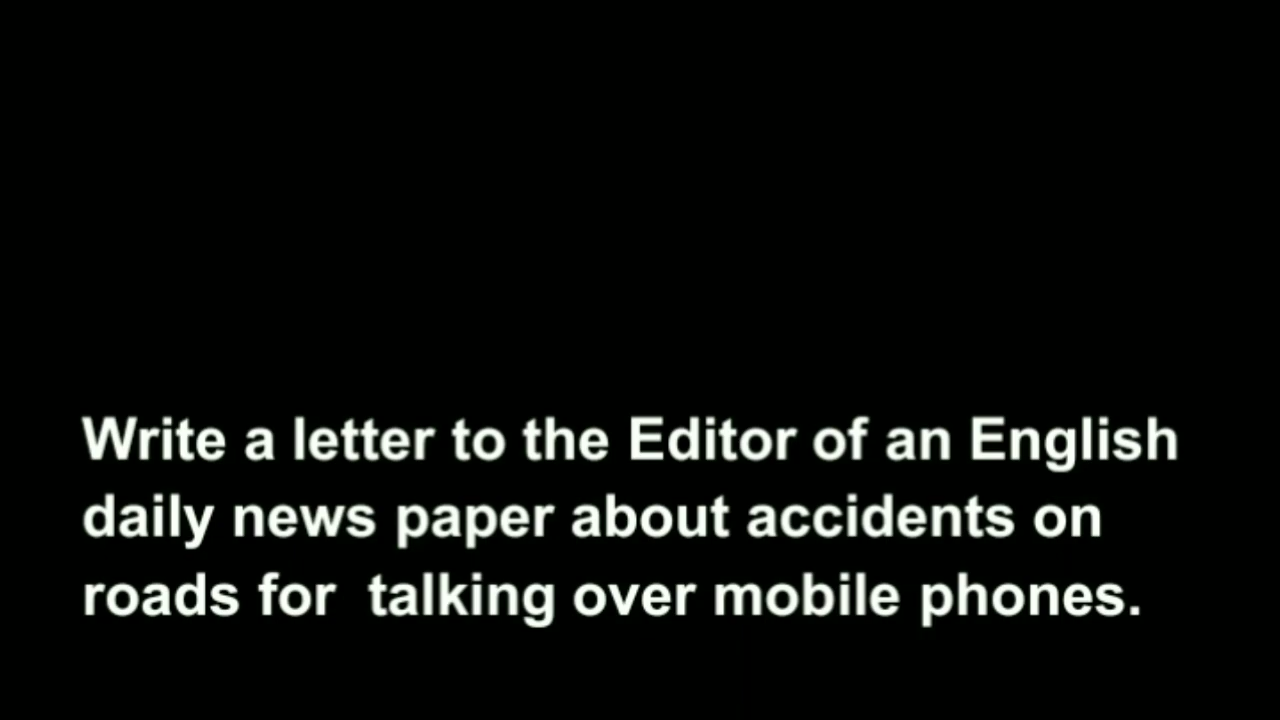 Write a letter to the Editor of an English
daily news paper about accidents on
roads for  talking over mobile phones.